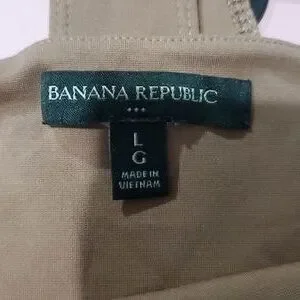 BANANA REPUBLIC
L
G
MADE IN
VIETNAM